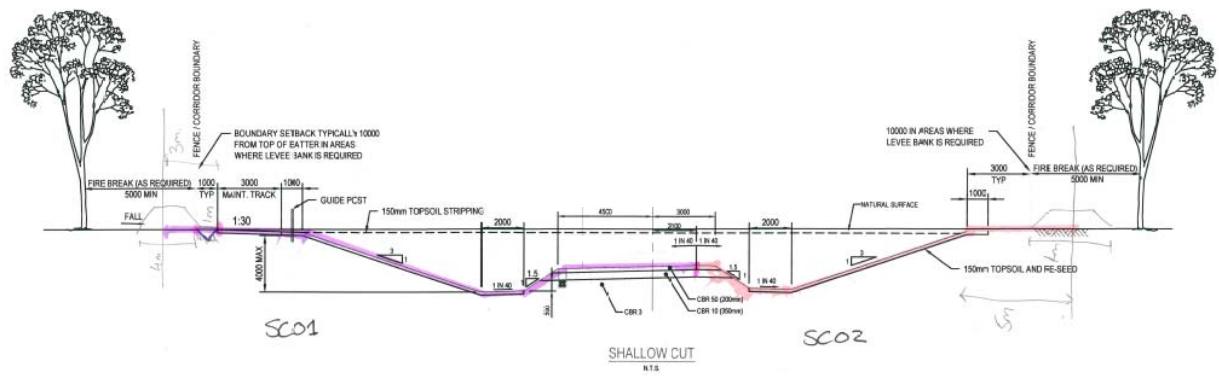 FENCE / CORRIDOR BOUNDARY
3m
BOUNDARY SETBACK TYPICALLY 10000
FROM TOP OF BATTER IN AREAS
WHERE LEVEE BANK IS REQUIRED
10000 IN AREAS WHERE
LEVEE BANK IS REQUIRED
FENCE / CORRIDOR BOUNDARY
FIRE BREAK (AS REQUIRED)
5000 MIN
1000
TYP
3000
MAINT. TRACK
1000
GUIDE POST
150mm TOPSOIL STRIPPING
4500
3000
NATURAL SURFACE
3000
TYP
1000
FIRE BREAK (AS REQUIRED)
5000 MIN
FALL
1m
1:30
2000
2100
2000
1 IN 40
1 IN 40
4000 MAX
3
1
1 IN 40
1.5
1.5
1
1 IN 40
3
1
4m
350
CBR 3
CBR 50 (200mm)
CBR 10 (350mm)
150mm TOPSOIL AND RE-SEED
5m
SC01
SC02
SHALLOW CUT
N.T.S.